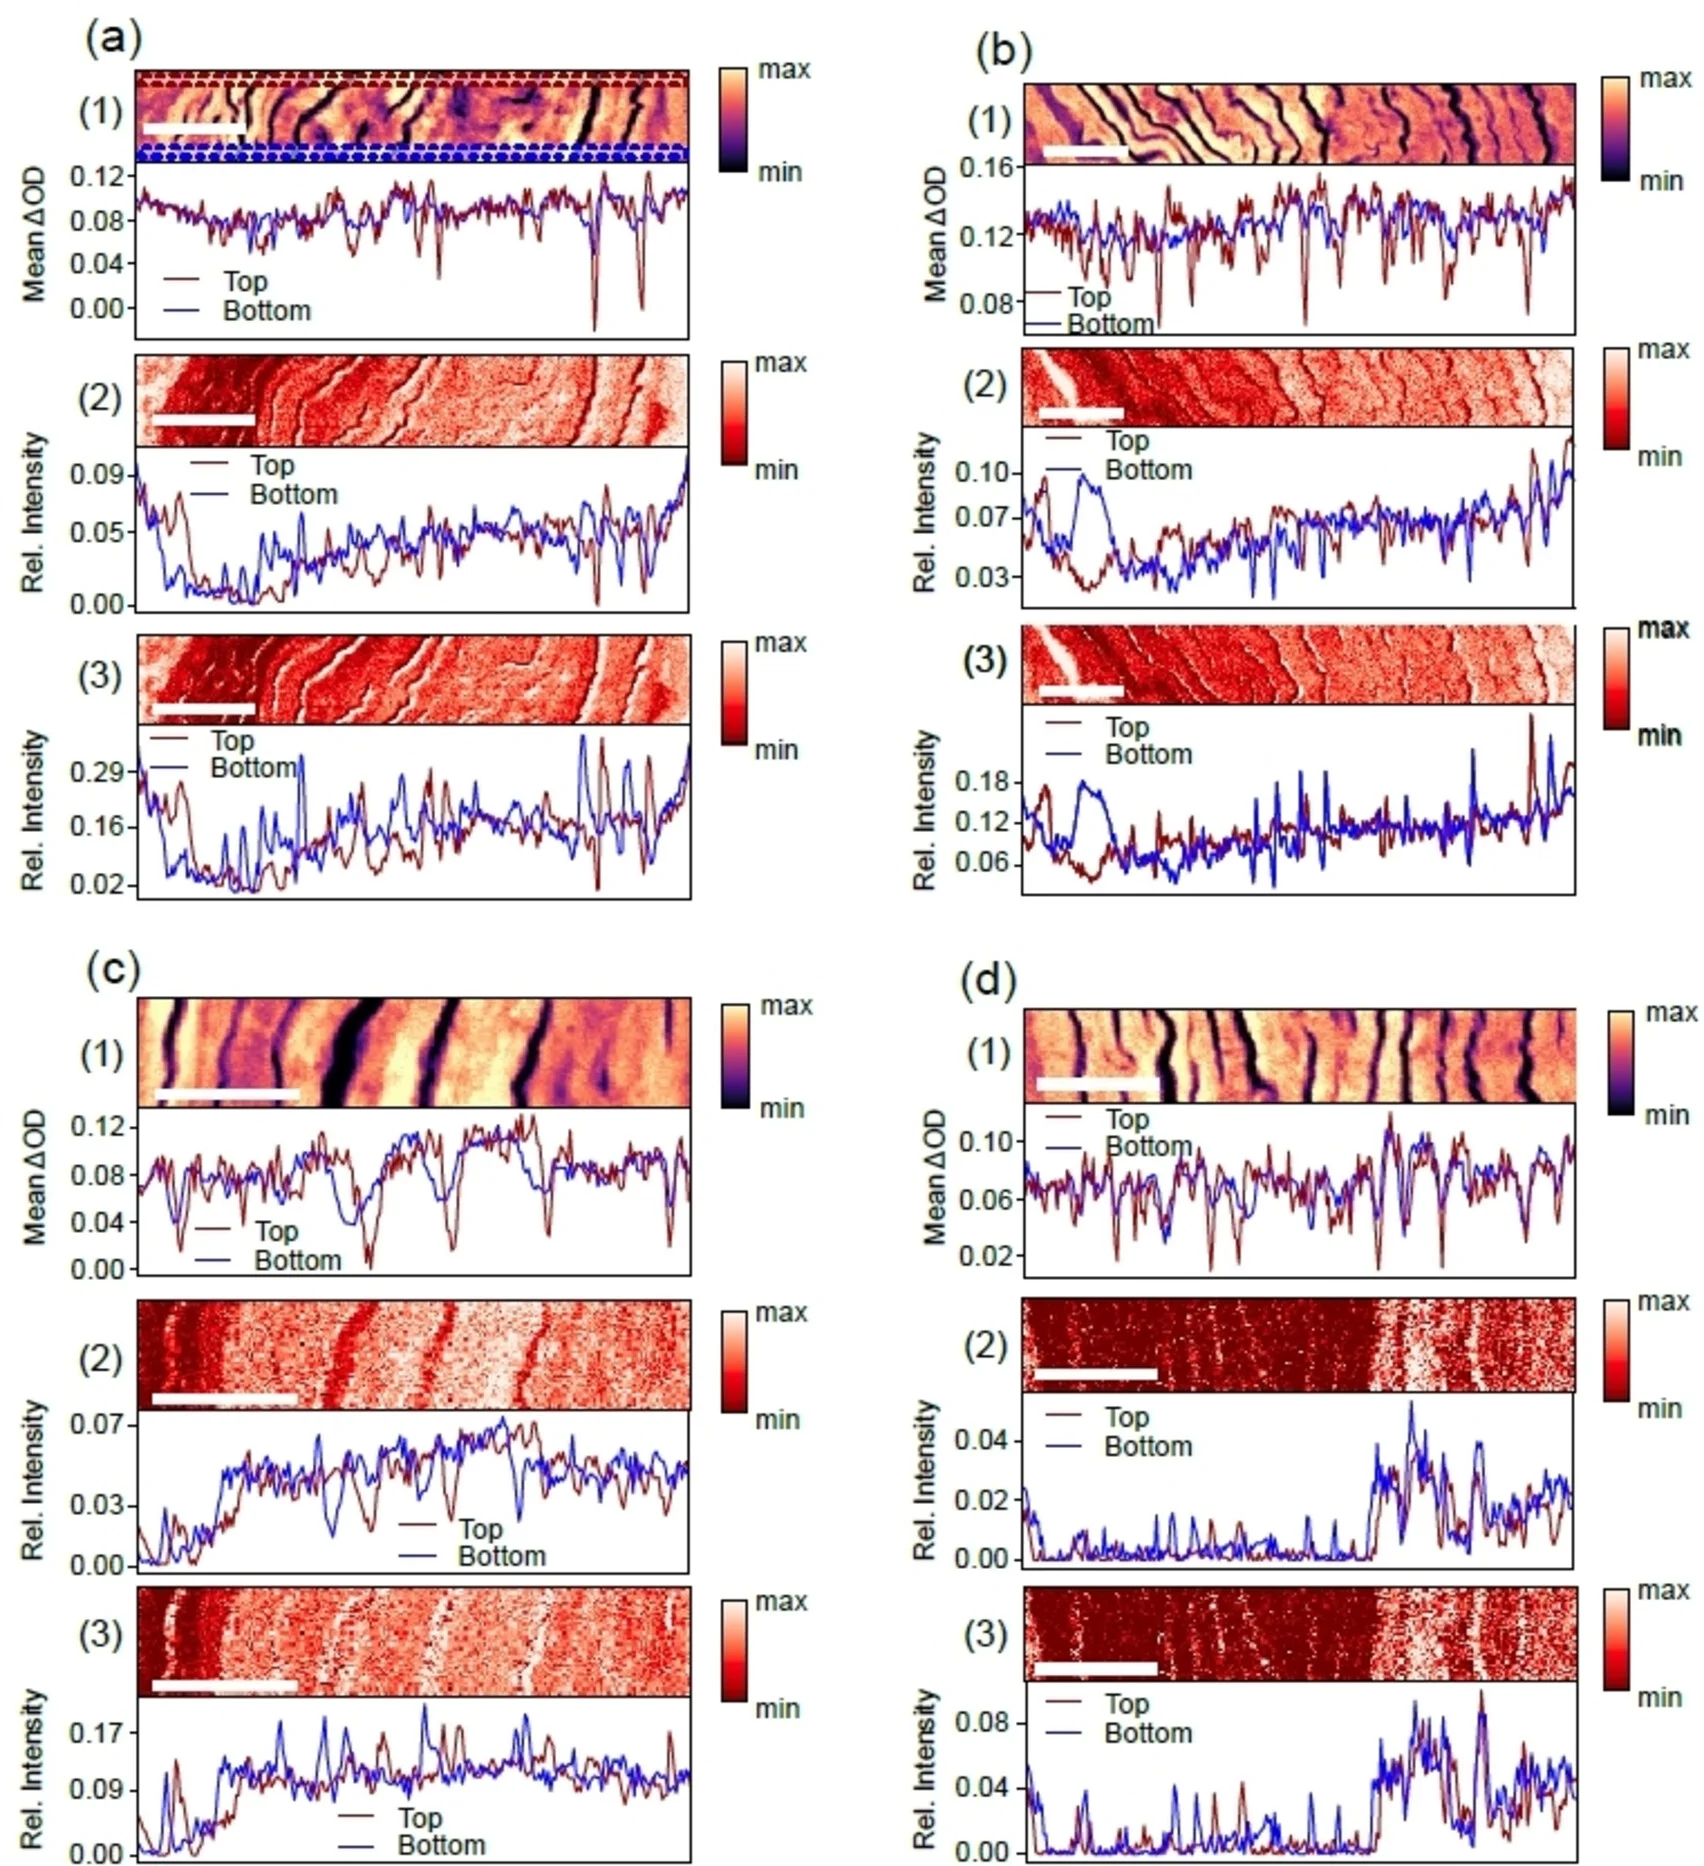 (a)
(1)
max
min
Mean ΔOD
0.12
0.08
0.04
0.00
Top
Bottom
(2)
max
min
Rel. Intensity
0.09
0.05
0.00
Top
Bottom
(3)
max
min
Rel. Intensity
0.29
0.16
0.02
Top
Bottom
(b)
(1)
max
min
Mean ΔOD
0.16
0.12
0.08
Top
Bottom
(2)
max
min
Rel. Intensity
0.10
0.07
0.03
Top
Bottom
(3)
max
min
Rel. Intensity
0.18
0.12
0.06
Top
Bottom
(c)
(1)
max
min
Mean ΔOD
0.12
0.08
0.04
0.00
Top
Bottom
(2)
max
min
Rel. Intensity
0.07
0.03
0.00
Top
Bottom
(3)
max
min
Rel. Intensity
0.17
0.09
0.00
Top
Bottom
(d)
(1)
max
min
Mean ΔOD
0.10
0.06
0.02
Top
Bottom
(2)
max
min
Rel. Intensity
0.04
0.02
0.00
Top
Bottom
(3)
max
min
Rel. Intensity
0.08
0.04
0.00
Top
Bottom